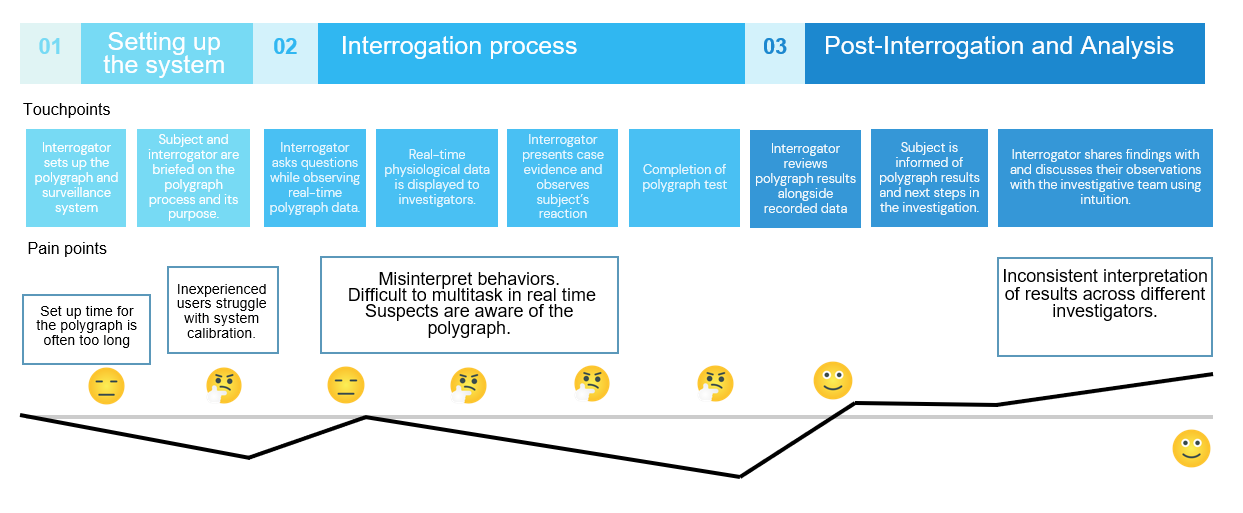 01
Setting up
the system
02
Interrogation process
03
Post-Interrogation and Analysis
Touchpoints
Interrogator
sets up the
polygraph and
surveillance
system
Subject and
interrogator are
briefed on the
polygraph
process and its
purpose.
Interrogator
asks questions
while observing
real-time
polygraph data.
Real-time
physiological data
is displayed to
investigators.
Interrogator
presents case
evidence and
observes
subject's
reaction
Completion of
polygraph test
Interrogator
reviews
polygraph results
alongside
recorded data
Subject is
informed of
polygraph results
and next steps in
the investigation.
Interrogator shares findings with
and discusses their observations
with the investigative team using
intuition.
Pain points
Set up time for
the polygraph is
often too long
Inexperienced
users struggle
with system
calibration.
Misinterpret behaviors.
Difficult to multitask in real time
Suspects are aware of the
polygraph.
Inconsistent interpretation
of results across different
investigators.